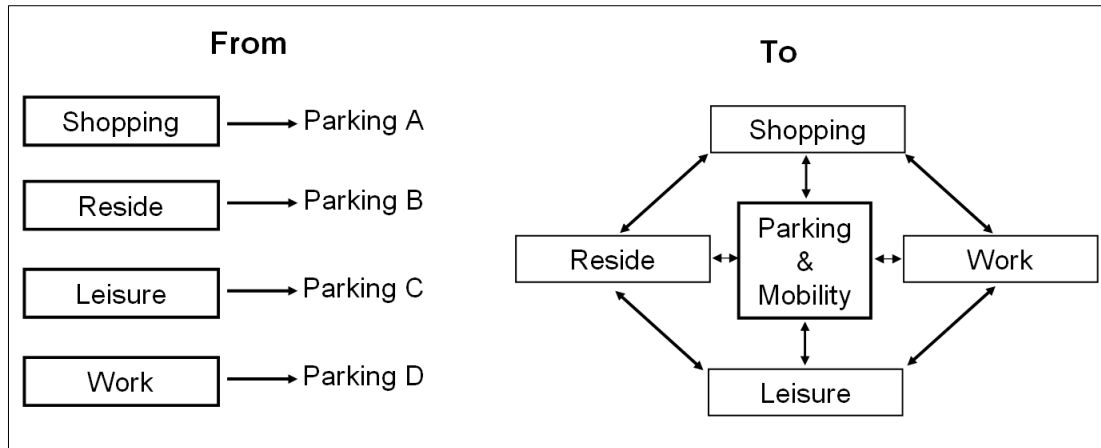 From
Shopping
Parking A
Reside
Parking B
Leisure
Parking C
Work
Parking D
To
Shopping
Reside
Parking
&
Mobility
Work
Leisure